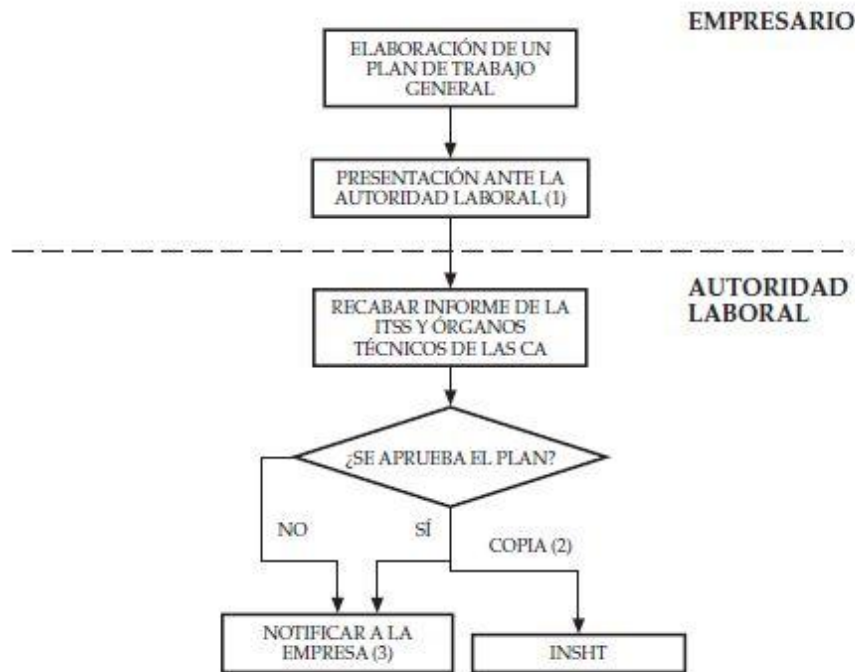 EMPRESARIO
ELABORACIÓN DE UN
PLAN DE TRABAJO
GENERAL
PRESENTACIÓN ANTE LA
AUTORIDAD LABORAL (1)
AUTORIDAD
LABORAL
RECABAR INFORME DE LA
ITSS Y ÓRGANOS
TÉCNICOS DE LAS CA
¿SE APRUEBA EL PLAN?
NO
SÍ
COPIA (2)
NOTIFICAR A LA
EMPRESA (3)
INSHT